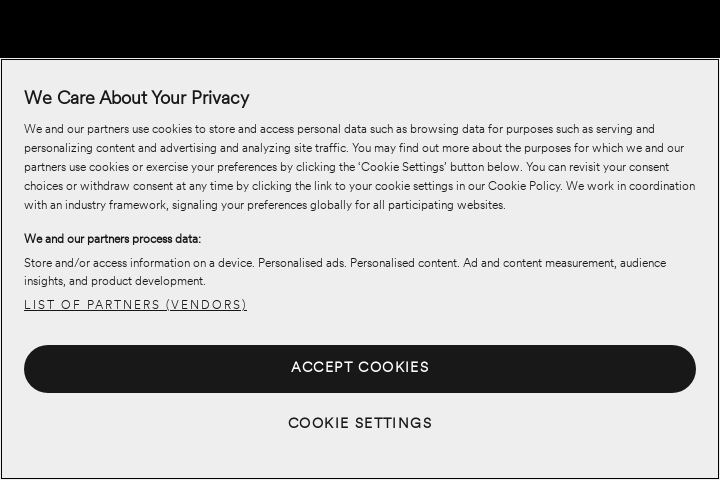 We Care About Your Privacy
We and our partners use cookies to store and access personal data such as browsing data for purposes such as serving and
personalizing content and advertising and analyzing site traffic. You may find out more about the purposes for which we and our
partners use cookies or exercise your preferences by clicking the ‘Cookie Settings’ button below. You can revisit your consent
choices or withdraw consent at any time by clicking the link to your cookie settings in our Cookie Policy. We work in coordination
with an industry framework, signaling your preferences globally for all participating websites.
We and our partners process data:
Store and/or access information on a device. Personalised ads. Personalised content. Ad and content measurement, audience
insights, and product development.
LIST OF PARTNERS (VENDORS)
ACCEPT COOKIES
COOKIE SETTINGS